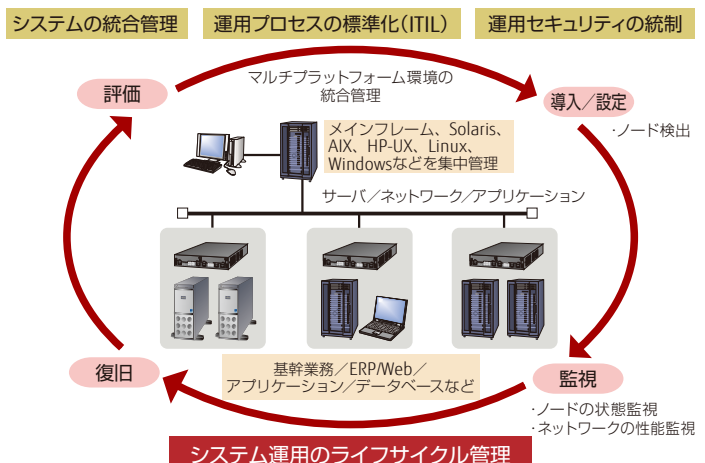 システムの統合管理
運用プロセスの標準化（ITIL）
運用セキュリティの統制
マルチプラットフォーム環境の
統合管理
評価
導入／設定
・ノード検出
メインフレーム、Solaris、
AIX、HP-UX、Linux、
Windowsなどを集中管理
サーバ／ネットワーク／アプリケーション
復旧
基幹業務／ERP/Web／
アプリケーション／データベースなど
監視
・ノードの状態監視
・ネットワークの性能監視
システム運用のライフサイクル管理